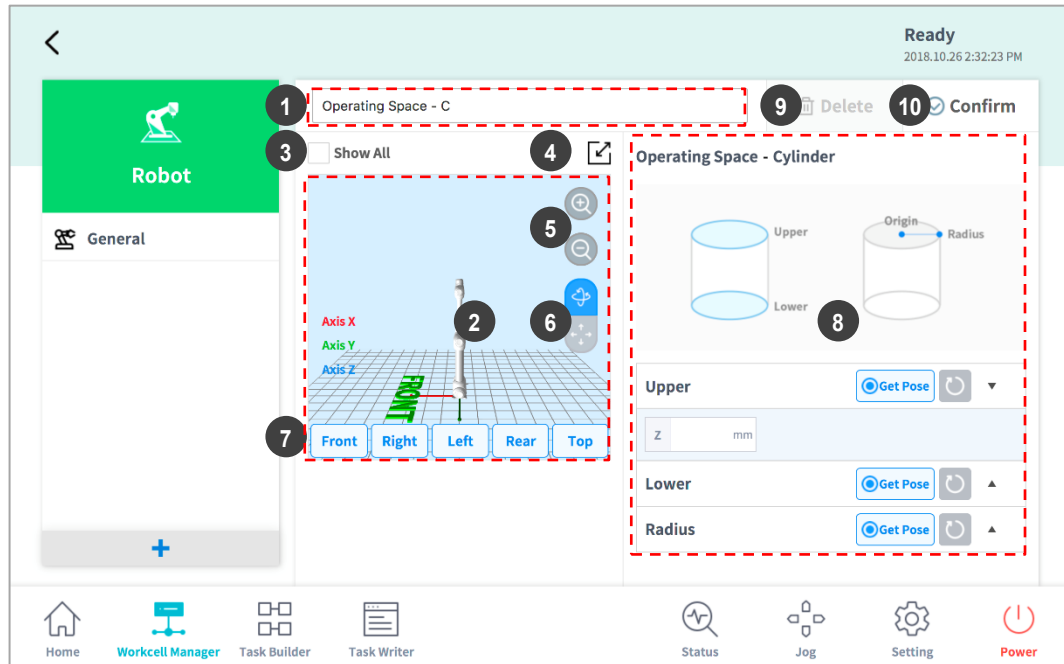 Ready
2018.10.26 2:32:23 PM
Robot
General
1
Operating Space - C
9
Delete
10
Confirm
3
Show All
4
5
2
6
Axis X
Axis Y
Axis Z
FRONT
7
Front
Right
Left
Rear
Top
Operating Space - Cylinder
Upper
Lower
Origin
Radius
8
Upper
Get Pose
Z
mm
Lower
Get Pose
Radius
Get Pose
+
Home
Workcell Manager
Task Builder
Task Writer
Status
Jog
Setting
Power